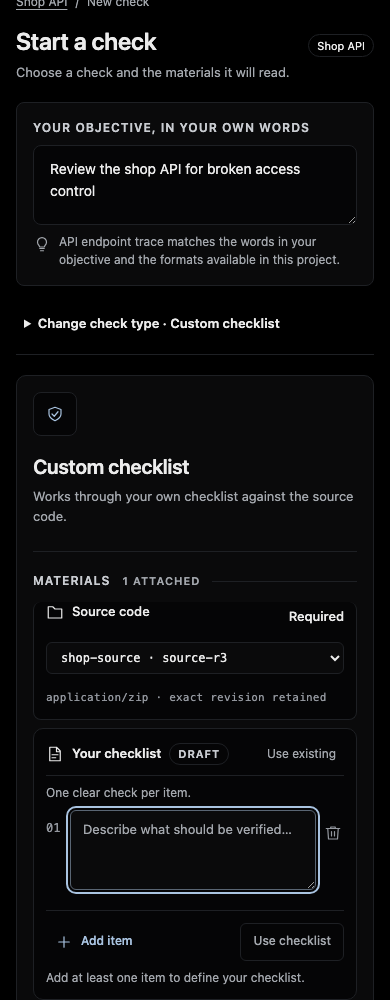 Shop API / New check
Start a check
Shop API
Choose a check and the materials it will read.
YOUR OBJECTIVE, IN YOUR OWN WORDS
Review the shop API for broken access
control
API endpoint trace matches the words in your
objective and the formats available in this project.
Change check type · Custom checklist
Custom checklist
Works through your own checklist against the source
code.
MATERIALS 1 ATTACHED
Source code Required
shop-source · source-r3
application/zip · exact revision retained
Your checklist DRAFT Use existing
One clear check per item.
01 Describe what should be verified...
Add item Use checklist
Add at least one item to define your checklist.